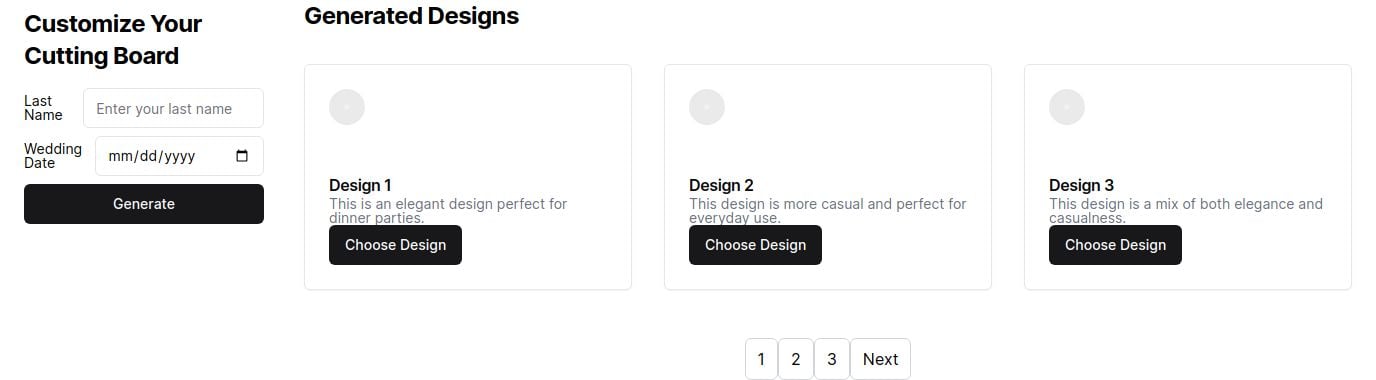 Customize Your
Cutting Board
Last
Name
Enter your last name
Wedding
Date
mm/dd/yyyy
Generate
Generated Designs
Design 1
This is an elegant design perfect for
dinner parties.
Choose Design
Design 2
This design is more casual and perfect for
everyday use.
Choose Design
Design 3
This design is a mix of both elegance and
casualness.
Choose Design
1 2 3 Next